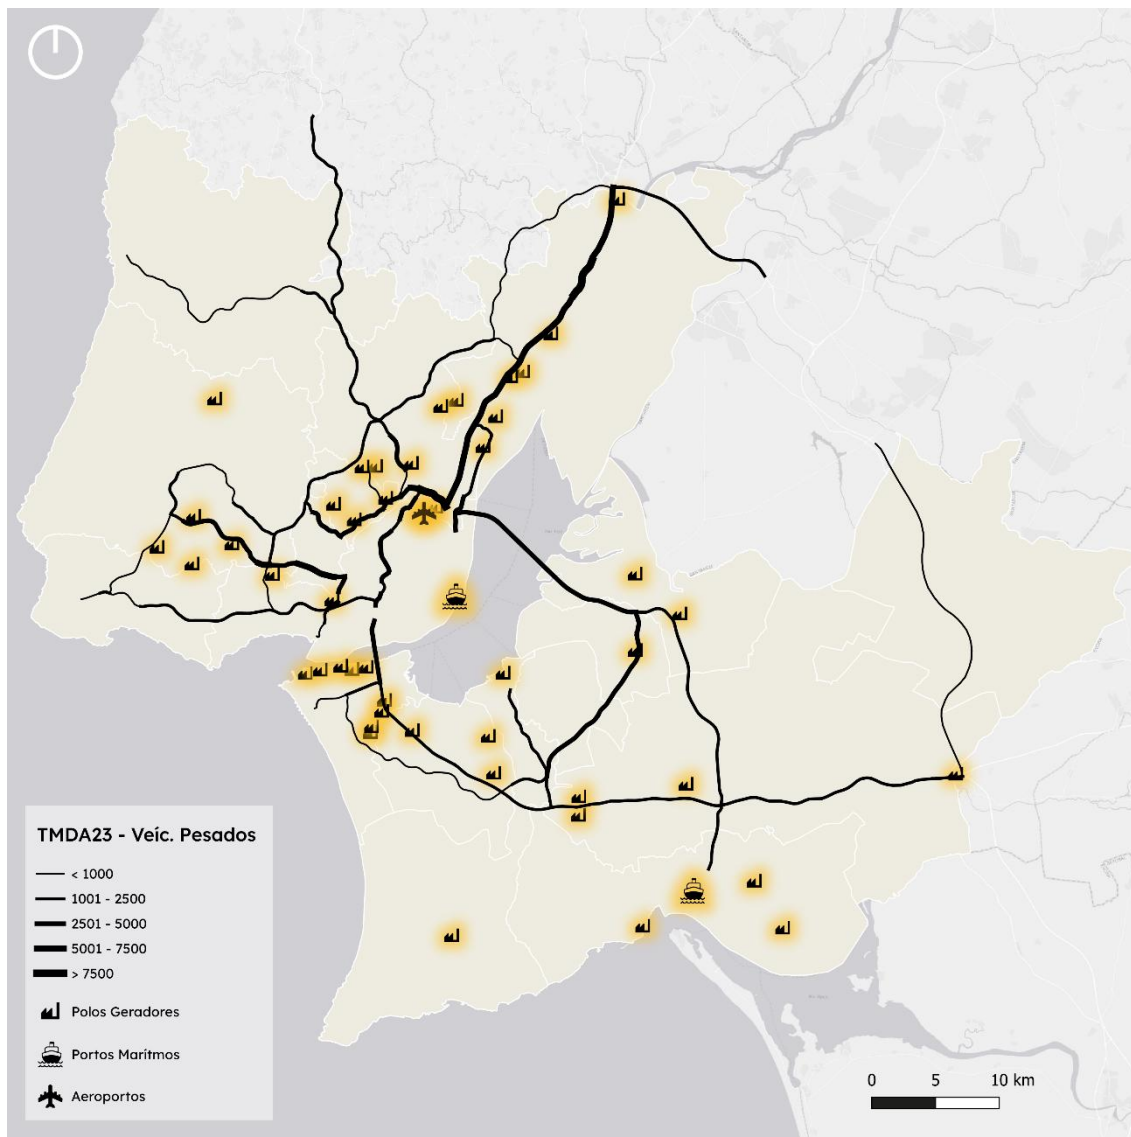 TMDA23 - Veíc. Pesados
< 1000
1001 - 2500
2501 - 5000
5001 - 7500
> 7500
Polos Geradores
Portos Marítmos
Aeroportos
0 5 10 km